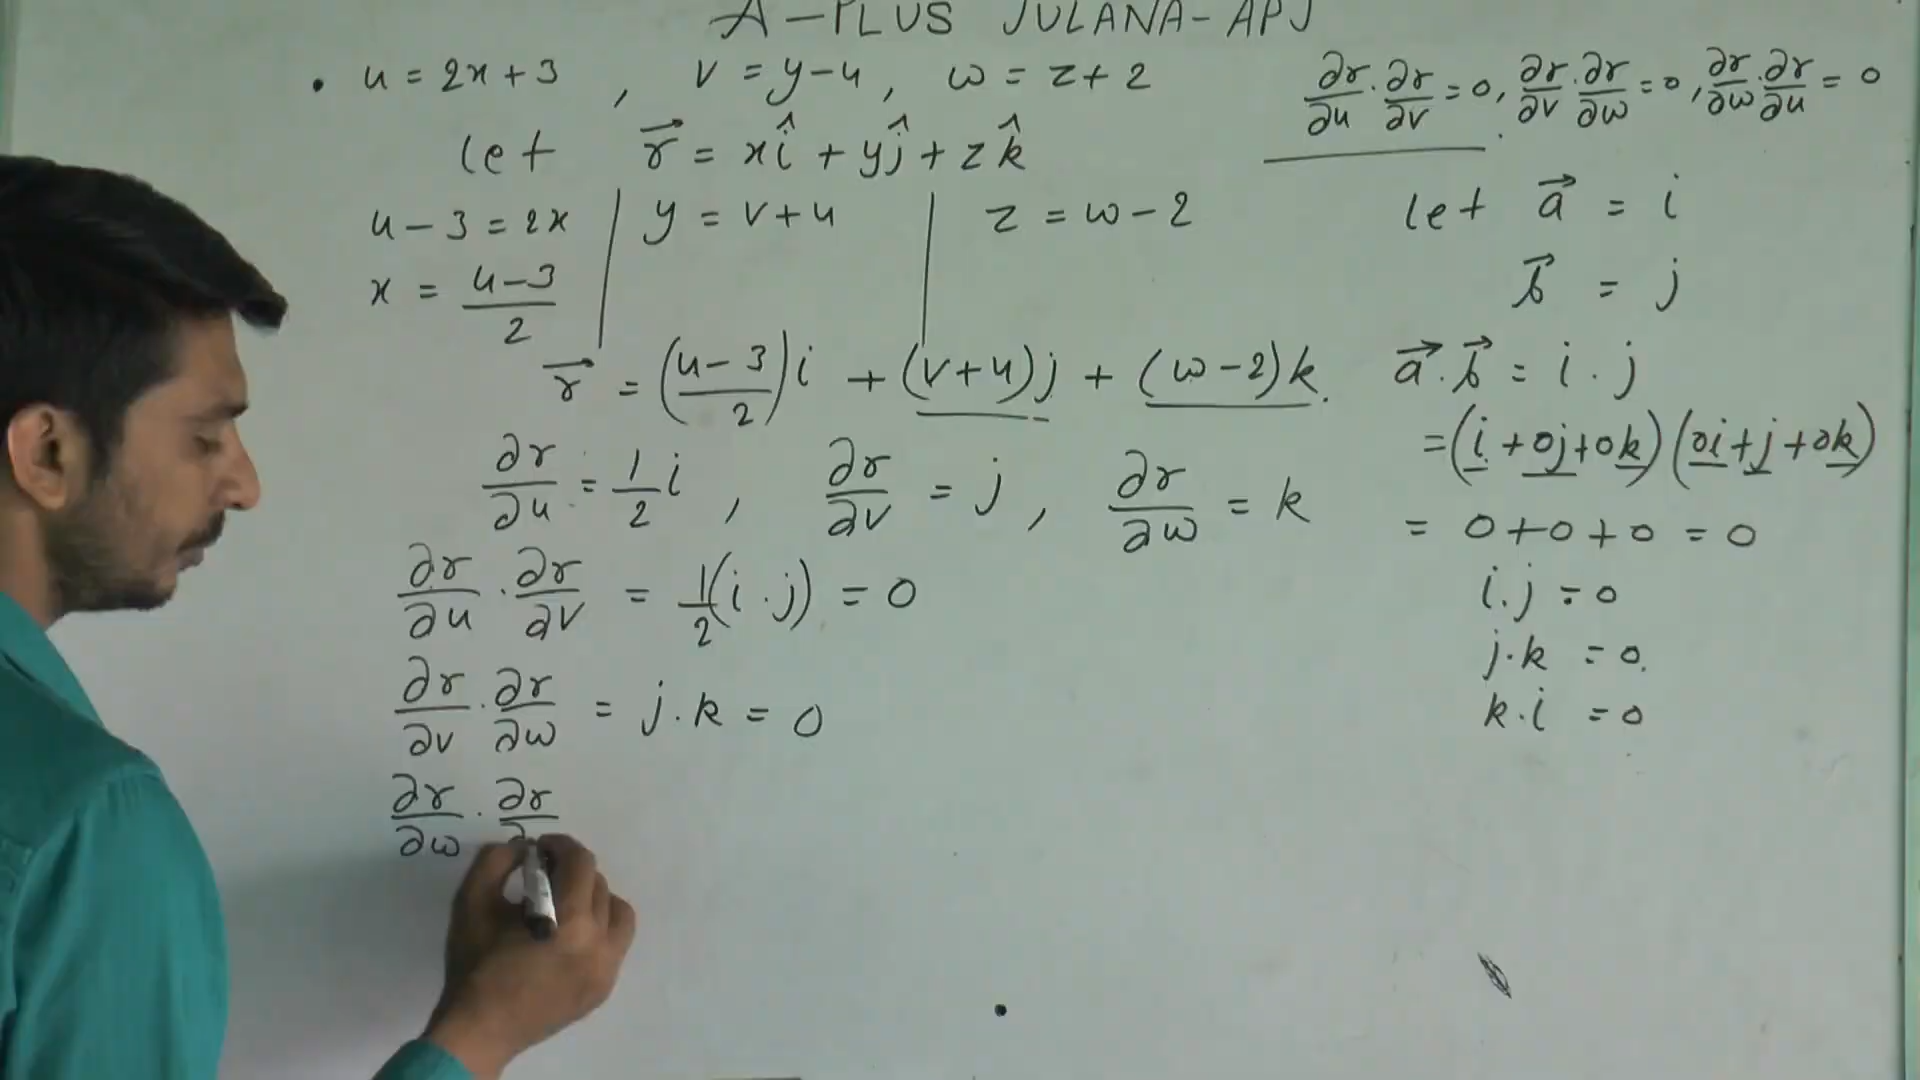 A-PLUS JULANA-APJ
• u = 2x+3 , v = y-4 , w = z+2
∂r/∂u . ∂r/∂v = 0, ∂r/∂v . ∂r/∂w = 0, ∂r/∂w . ∂r/∂u = 0
let r⃗ = xî + yĵ + zk̂
u-3 = 2x | y = v+4 | z = w-2
x = (u-3)/2
r⃗ = ((u-3)/2)i + (v+4)j + (w-2)k.
∂r/∂u = 1/2 i , ∂r/∂v = j , ∂r/∂w = k
∂r/∂u . ∂r/∂v = 1/2(i . j) = 0
∂r/∂v . ∂r/∂w = j . k = 0
∂r/∂w . ∂r/∂
let a⃗ = i
b⃗ = j
a⃗ . b⃗ = i . j
= (i + 0j + 0k) (0i + j + 0k)
= 0+0+0 = 0
i . j = 0
j . k = 0.
k . i = 0